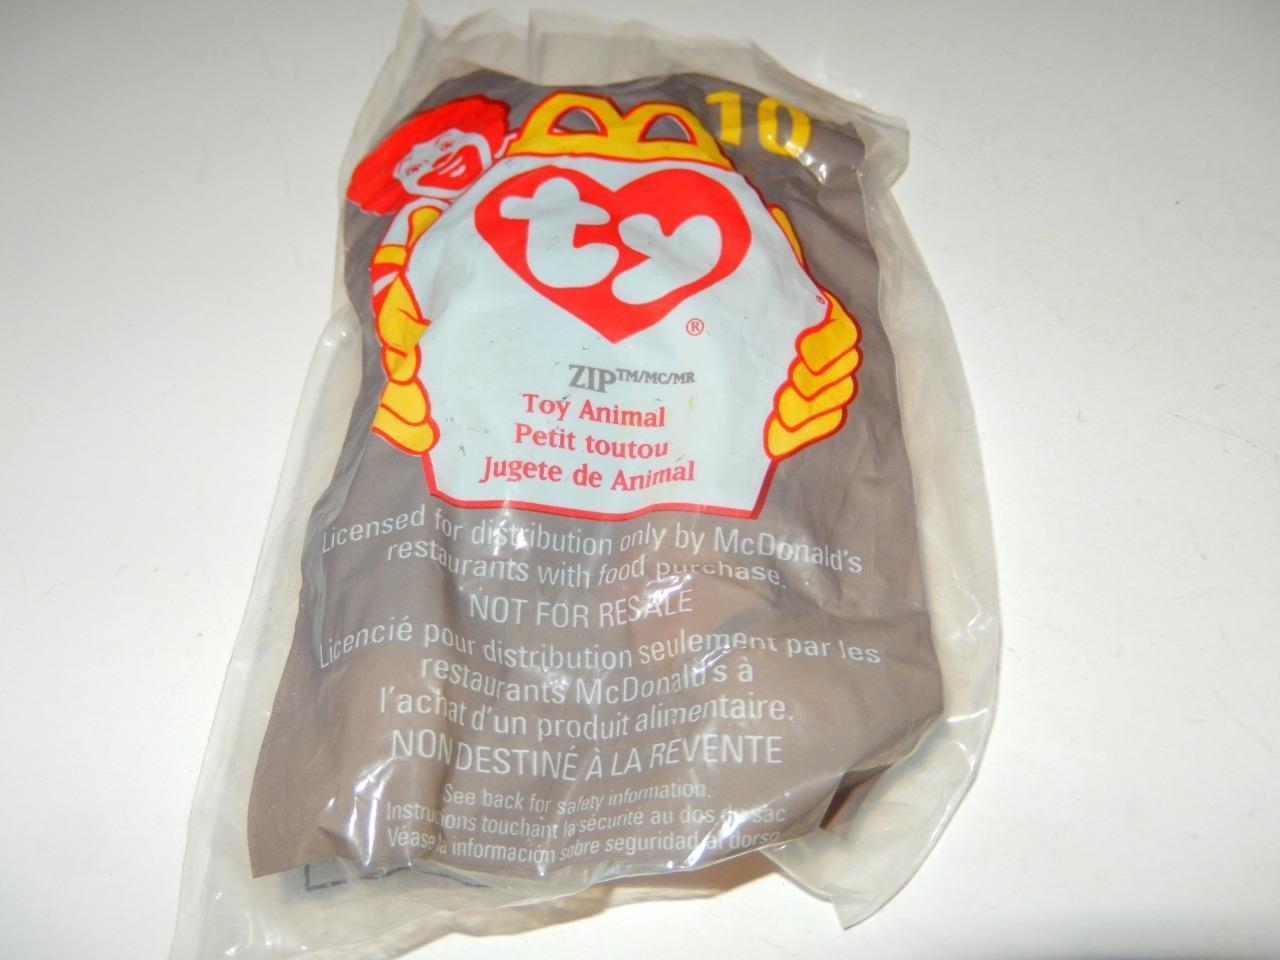 10
ty
®
ZIP TM/MC/MR
Toy Animal
Petit toutou
Jugete de Animal
Licensed for distribution only by McDonald's
restaurants with food purchase.
NOT FOR RESALE
Licencié pour distribution seulement par les
restaurants McDonald's à
l'achat d'un produit alimentaire.
NON DESTINÉ À LA REVENTE
See back for safety information.
Instructions touchant la sécurité au dos du sac
Véase la información sobre seguridad al dorso